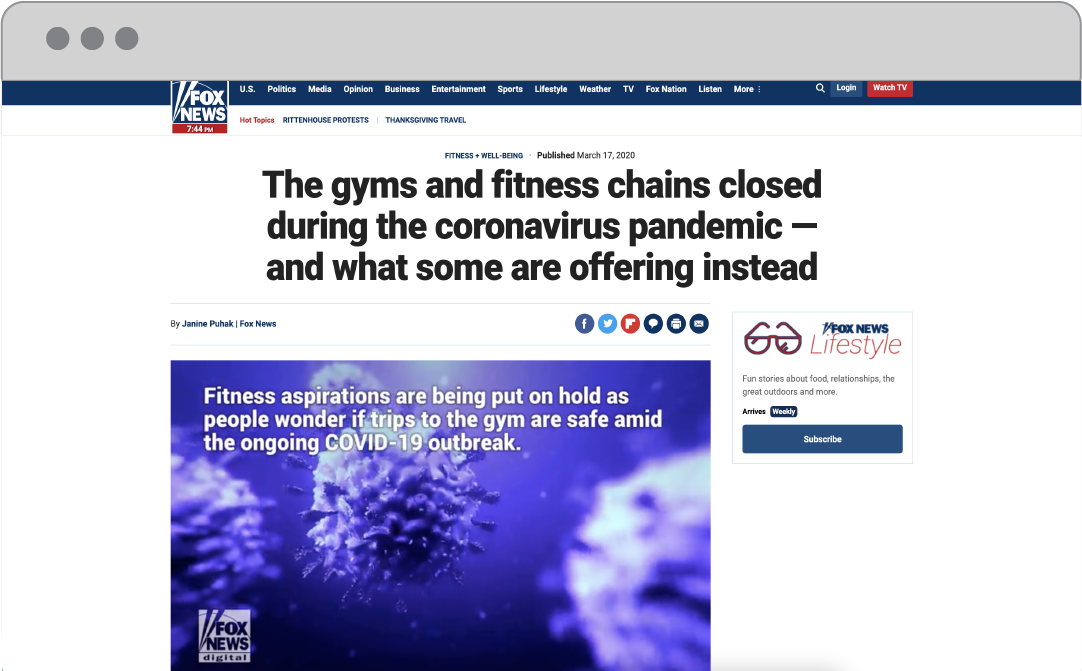 FOX
NEWS
7:44 PM
U.S. Politics Media Opinion Business Entertainment Sports Lifestyle Weather TV Fox Nation Listen More
Login
Watch TV
Hot Topics RITTENHOUSE PROTESTS THANKSGIVING TRAVEL
FITNESS + WELL-BEING · Published March 17, 2020
The gyms and fitness chains closed
during the coronavirus pandemic —
and what some are offering instead
By Janine Puhak | Fox News
Fitness aspirations are being put on hold as
people wonder if trips to the gym are safe amid
the ongoing COVID-19 outbreak.
FOX
NEWS
digital
FOX NEWS
Lifestyle
Fun stories about food, relationships, the
great outdoors and more.
Arrives Weekly
Subscribe